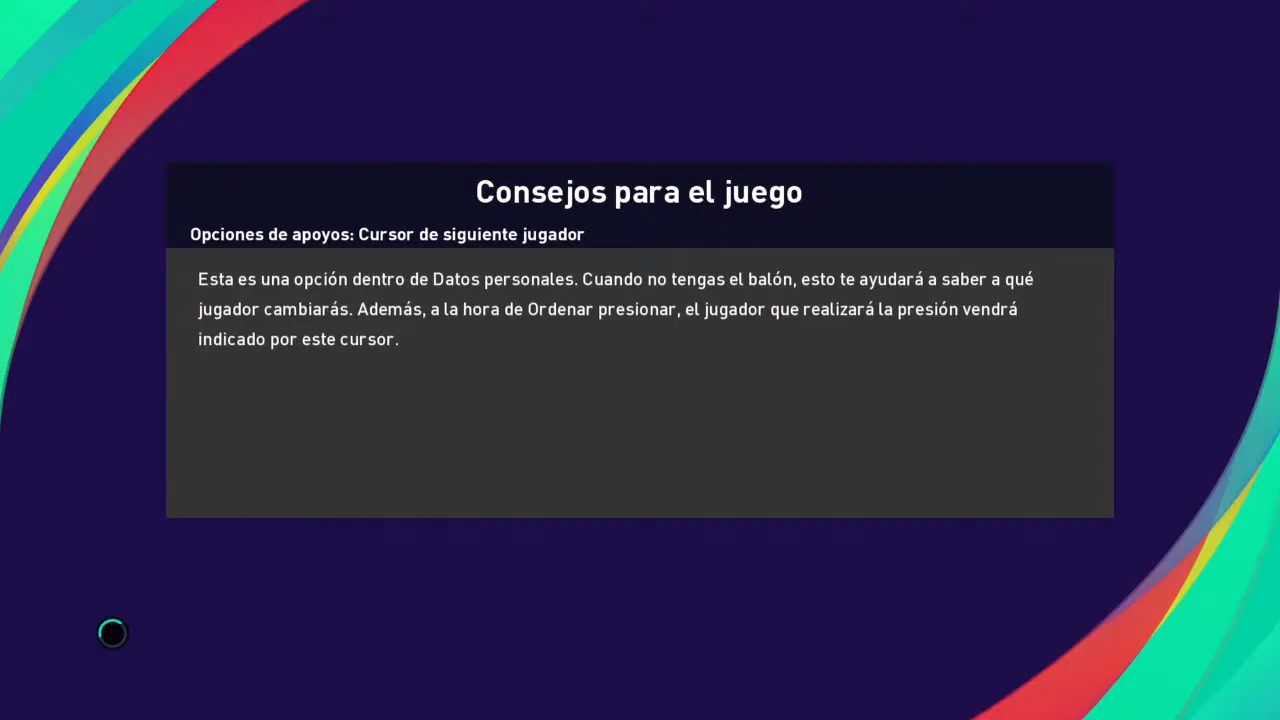 Consejos para el juego
Opciones de apoyos: Cursor de siguiente jugador
Esta es una opción dentro de Datos personales. Cuando no tengas el balón, esto te ayudará a saber a qué
jugador cambiarás. Además, a la hora de Ordenar presionar, el jugador que realizará la presión vendrá
indicado por este cursor.